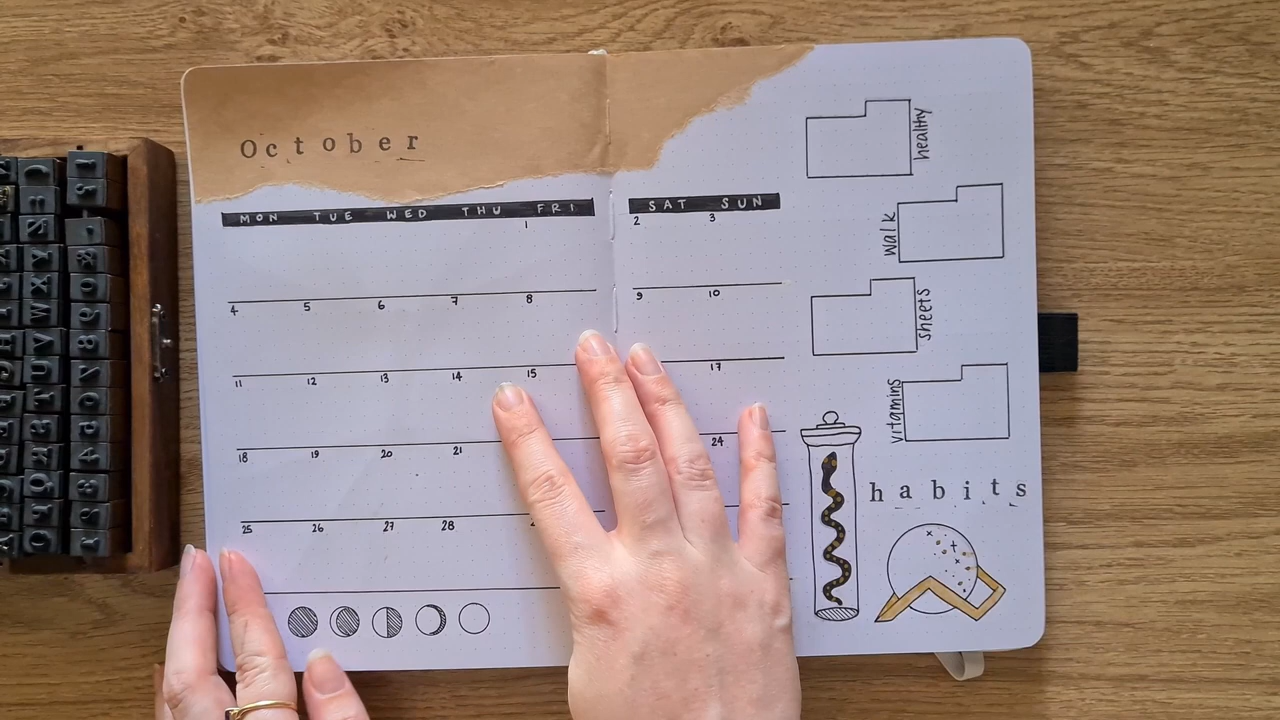 October
MON TUE WED THU FRI SAT SUN
1 2 3
4 5 6 7 8 9 10
11 12 13 14 15 17
18 19 20 21 24
25 26 27 28
healthy
walk
sheets
vitamins
habits